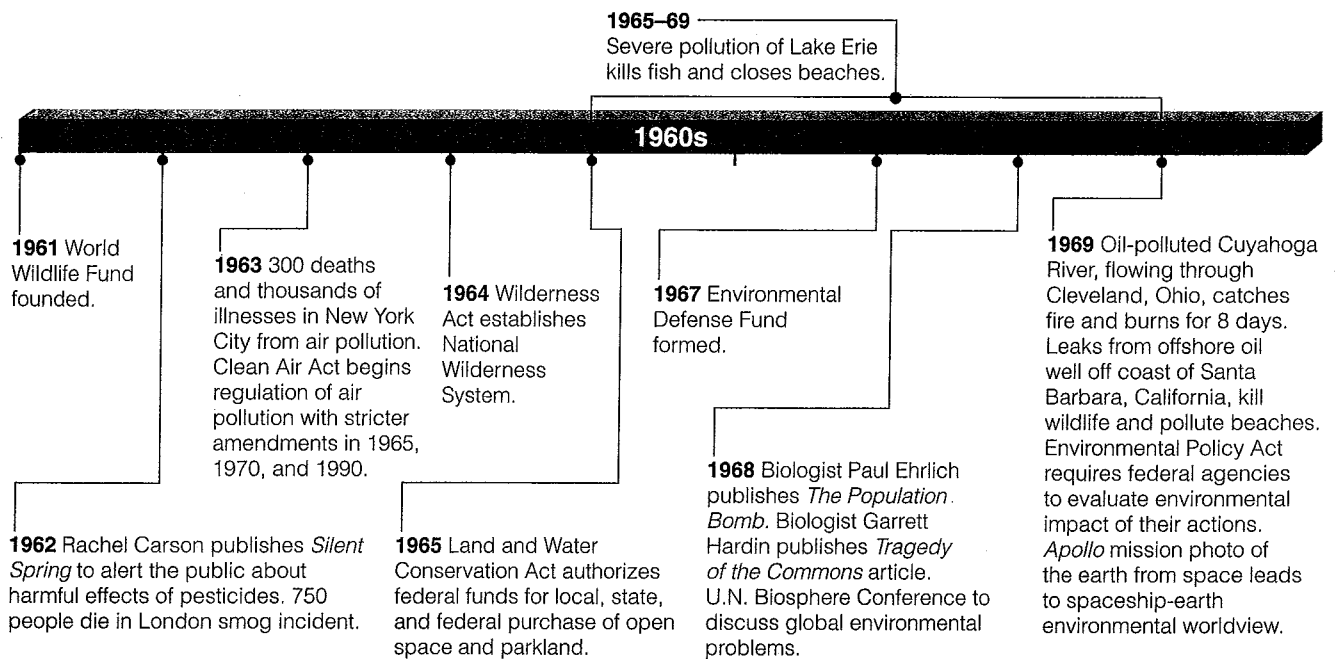 1965–69
Severe pollution of Lake Erie
kills fish and closes beaches.
1960s
1961 World
Wildlife Fund
founded.
1962 Rachel Carson publishes Silent
Spring to alert the public about
harmful effects of pesticides. 750
people die in London smog incident.
1963 300 deaths
and thousands of
illnesses in New York
City from air pollution.
Clean Air Act begins
regulation of air
pollution with stricter
amendments in 1965,
1970, and 1990.
1964 Wilderness
Act establishes
National
Wilderness
System.
1965 Land and Water
Conservation Act authorizes
federal funds for local, state,
and federal purchase of open
space and parkland.
1967 Environmental
Defense Fund
formed.
1968 Biologist Paul Ehrlich
publishes The Population
Bomb. Biologist Garrett
Hardin publishes Tragedy
of the Commons article.
U.N. Biosphere Conference to
discuss global environmental
problems.
1969 Oil-polluted Cuyahoga
River, flowing through
Cleveland, Ohio, catches
fire and burns for 8 days.
Leaks from offshore oil
well off coast of Santa
Barbara, California, kill
wildlife and pollute beaches.
Environmental Policy Act
requires federal agencies
to evaluate environmental
impact of their actions.
Apollo mission photo of
the earth from space leads
to spaceship-earth
environmental worldview.